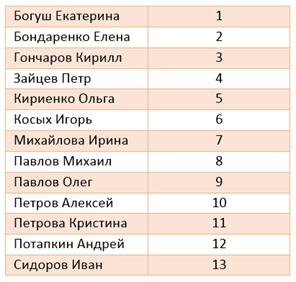 Богуш Екатерина 1
Бондаренко Елена 2
Гончаров Кирилл 3
Зайцев Петр 4
Кириенко Ольга 5
Косых Игорь 6
Михайлова Ирина 7
Павлов Михаил 8
Павлов Олег 9
Петров Алексей 10
Петрова Кристина 11
Потапкин Андрей 12
Сидоров Иван 13